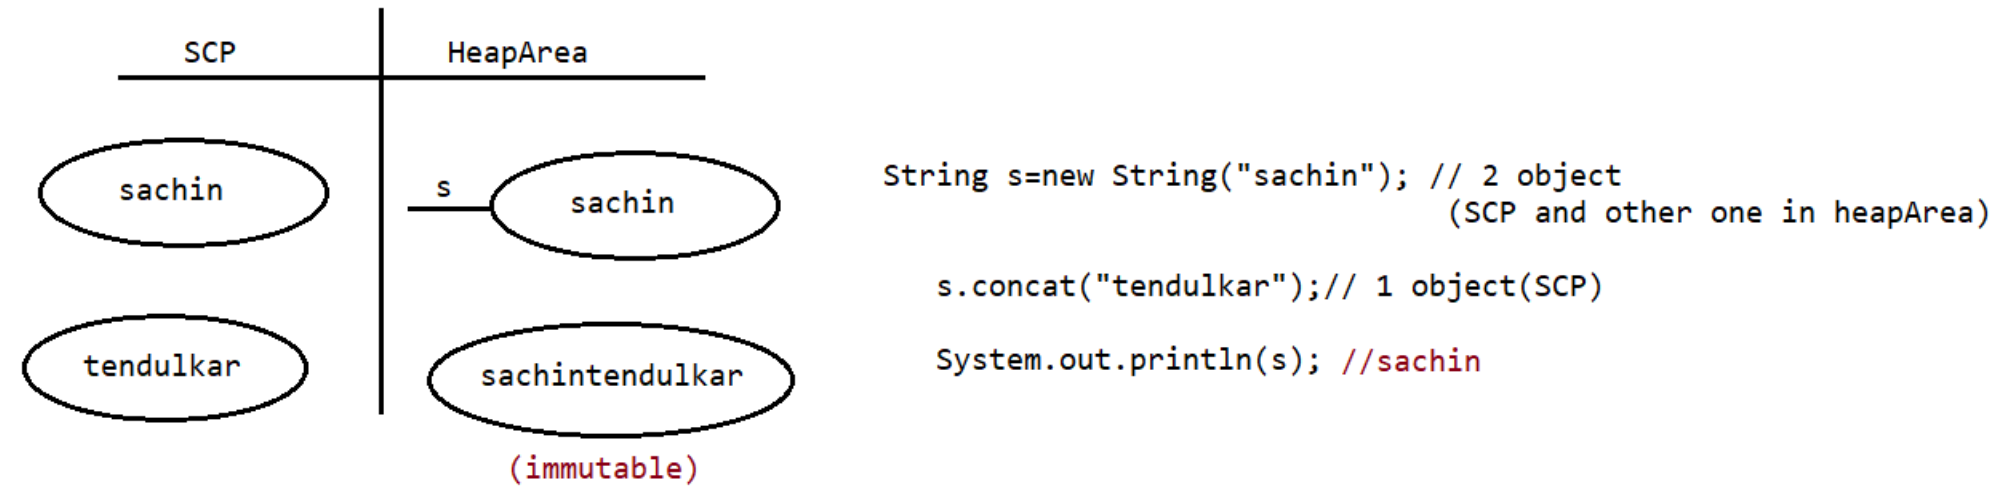 SCP
HeapArea
sachin
s
sachin
tendulkar
sachintendulkar
(immutable)
String s=new String("sachin"); // 2 object
(SCP and other one in heapArea)
s.concat("tendulkar");// 1 object(SCP)
System.out.println(s); //sachin